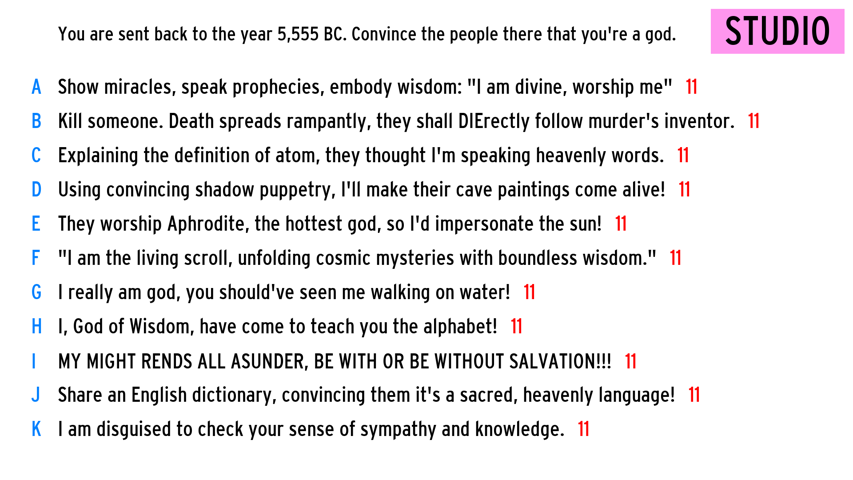 You are sent back to the year 5,555 BC. Convince the people there that you're a god.
STUDIO
A Show miracles, speak prophecies, embody wisdom: "I am divine, worship me" 11
B Kill someone. Death spreads rampantly, they shall DIErectly follow murder's inventor. 11
C Explaining the definition of atom, they thought I'm speaking heavenly words. 11
D Using convincing shadow puppetry, I'll make their cave paintings come alive! 11
E They worship Aphrodite, the hottest god, so I'd impersonate the sun! 11
F "I am the living scroll, unfolding cosmic mysteries with boundless wisdom." 11
G I really am god, you should've seen me walking on water! 11
H I, God of Wisdom, have come to teach you the alphabet! 11
I MY MIGHT RENDS ALL ASUNDER, BE WITH OR BE WITHOUT SALVATION!!! 11
J Share an English dictionary, convincing them it's a sacred, heavenly language! 11
K I am disguised to check your sense of sympathy and knowledge. 11